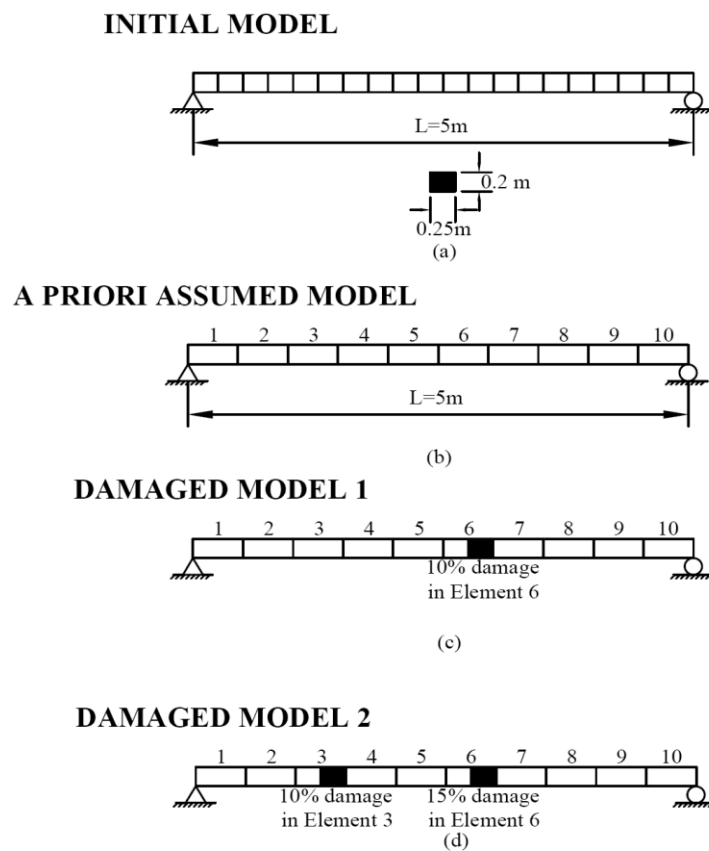 INITIAL MODEL
L=5m
0.2 m
0.25m
(a)
A PRIORI ASSUMED MODEL
1 2 3 4 5 6 7 8 9 10
L=5m
(b)
DAMAGED MODEL 1
1 2 3 4 5 6 7 8 9 10
10% damage
in Element 6
(c)
DAMAGED MODEL 2
1 2 3 4 5 6 7 8 9 10
10% damage 15% damage
in Element 3 in Element 6
(d)